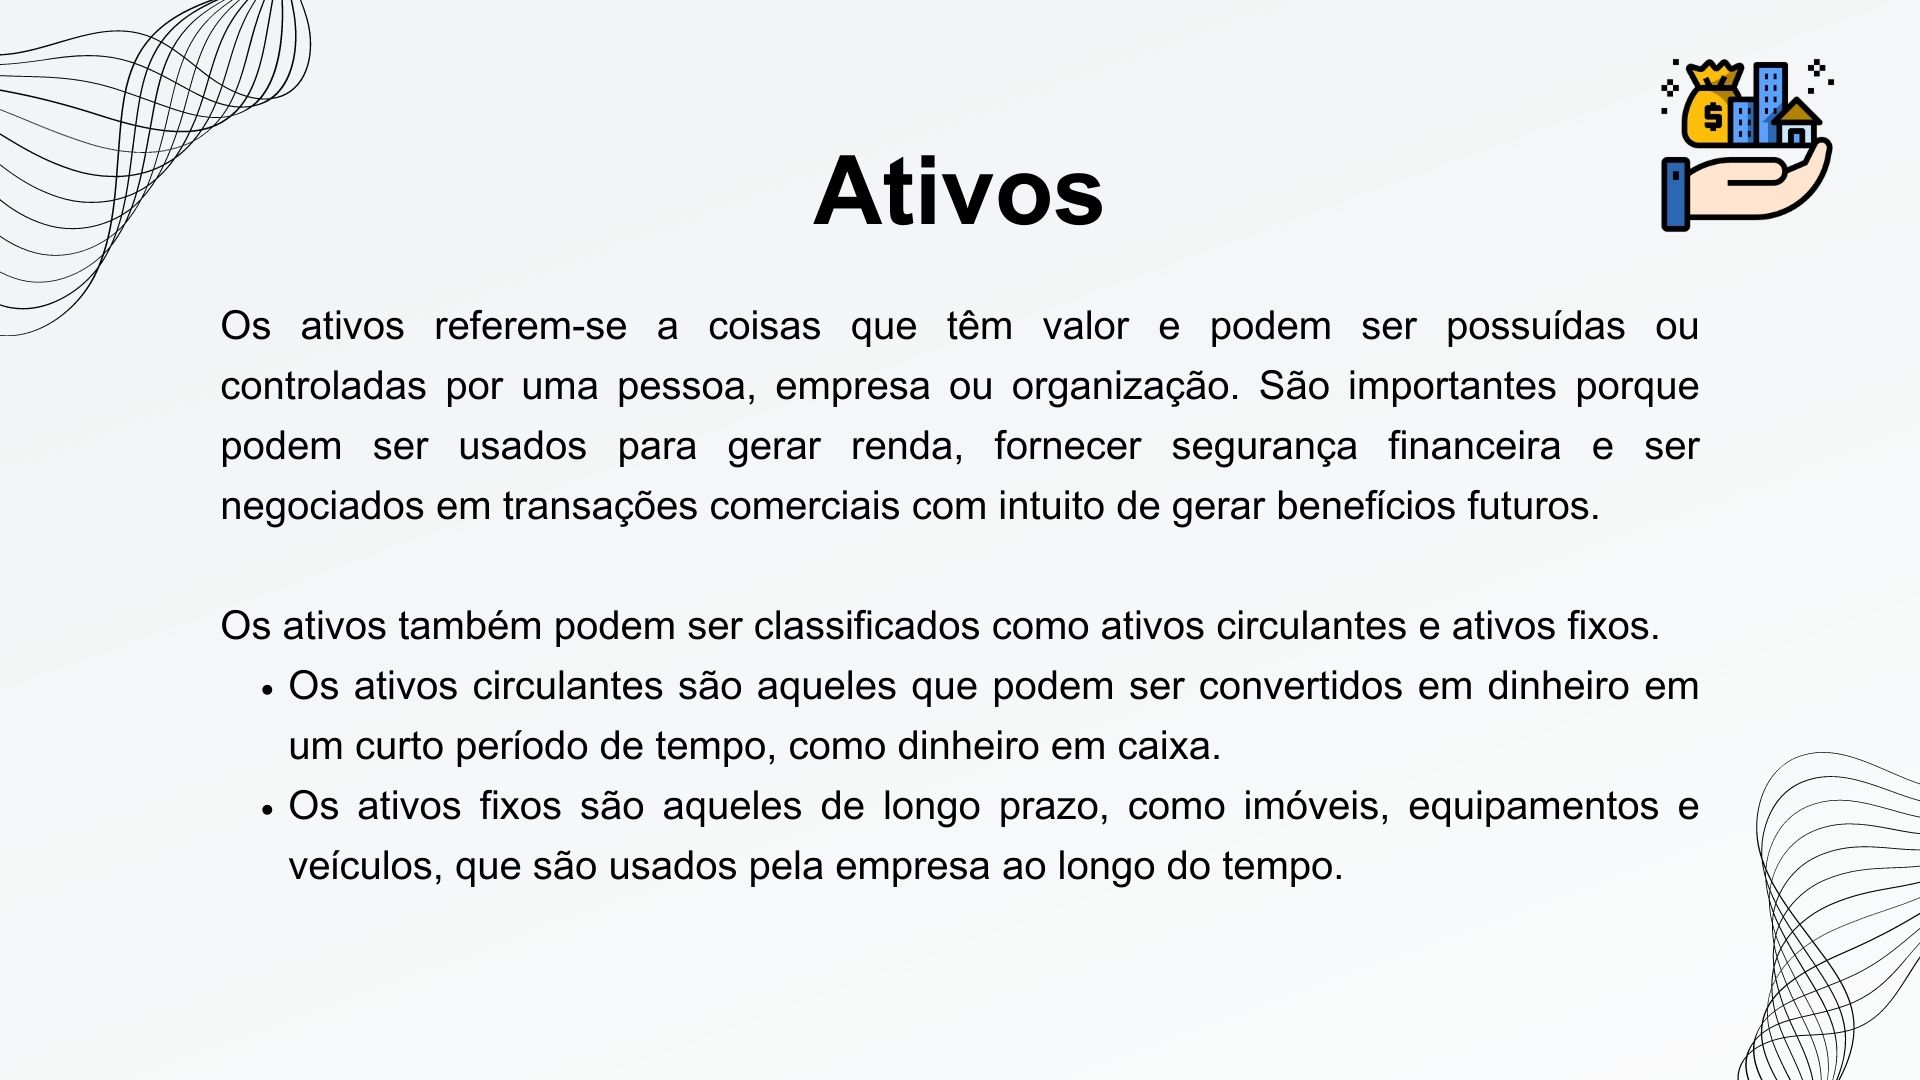 Ativos
Os ativos referem-se a coisas que têm valor e podem ser possuídas ou
controladas por uma pessoa, empresa ou organização. São importantes porque
podem ser usados para gerar renda, fornecer segurança financeira e ser
negociados em transações comerciais com intuito de gerar benefícios futuros.
Os ativos também podem ser classificados como ativos circulantes e ativos fixos.
• Os ativos circulantes são aqueles que podem ser convertidos em dinheiro em
um curto período de tempo, como dinheiro em caixa.
• Os ativos fixos são aqueles de longo prazo, como imóveis, equipamentos e
veículos, que são usados pela empresa ao longo do tempo.